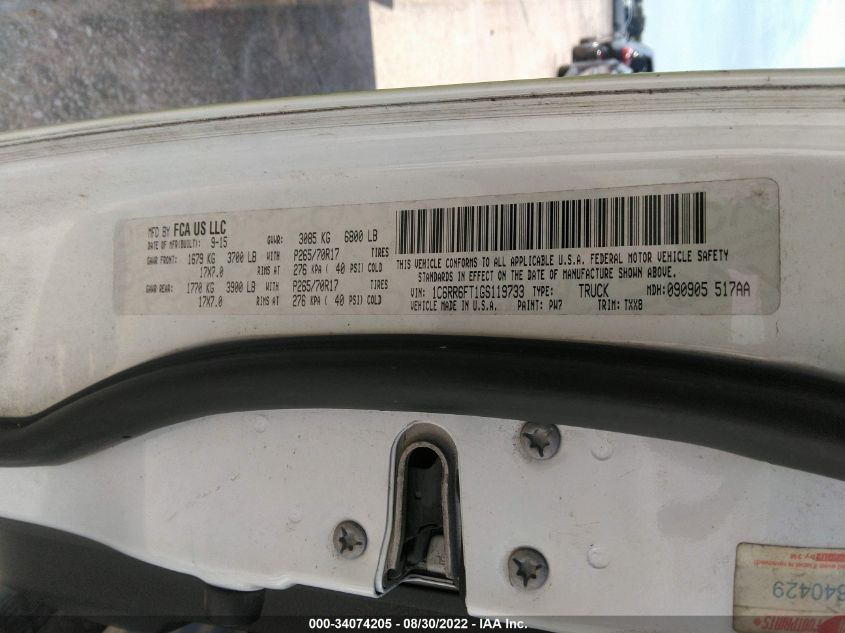 MFD BY FCA US LLC
DATE OF MFR(BUILT): 9-15 GVWR: 3085 KG 6800 LB
GAWR FRONT: 1679 KG 3700 LB WITH P265/70R17 TIRES
17X7.0 RIMS AT 276 KPA ( 40 PSI) COLD
GAWR REAR: 1770 KG 3900 LB WITH P265/70R17 TIRES
17X7.0 RIMS AT 276 KPA ( 40 PSI) COLD
THIS VEHICLE CONFORMS TO ALL APPLICABLE U.S.A. FEDERAL MOTOR VEHICLE SAFETY
STANDARDS IN EFFECT ON THE DATE OF MANUFACTURE SHOWN ABOVE.
VIN: 1C6RR6FT1GS119733 TYPE: TRUCK MDH: 090905 517AA
VEHICLE MADE IN U.S.A. PAINT: PW7 TRIM: TXX8
by 3M
340429
FOOTPRINTS
000-34074205 - 08/30/2022 - IAA Inc.